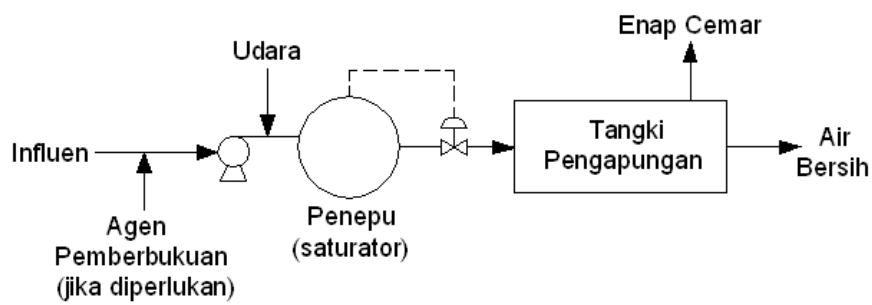 Udara
Enap Cemar
Influen
Tangki
Pengapungan
Air
Bersih
Penepu
(saturator)
Agen
Pemberbukuan
(jika diperlukan)